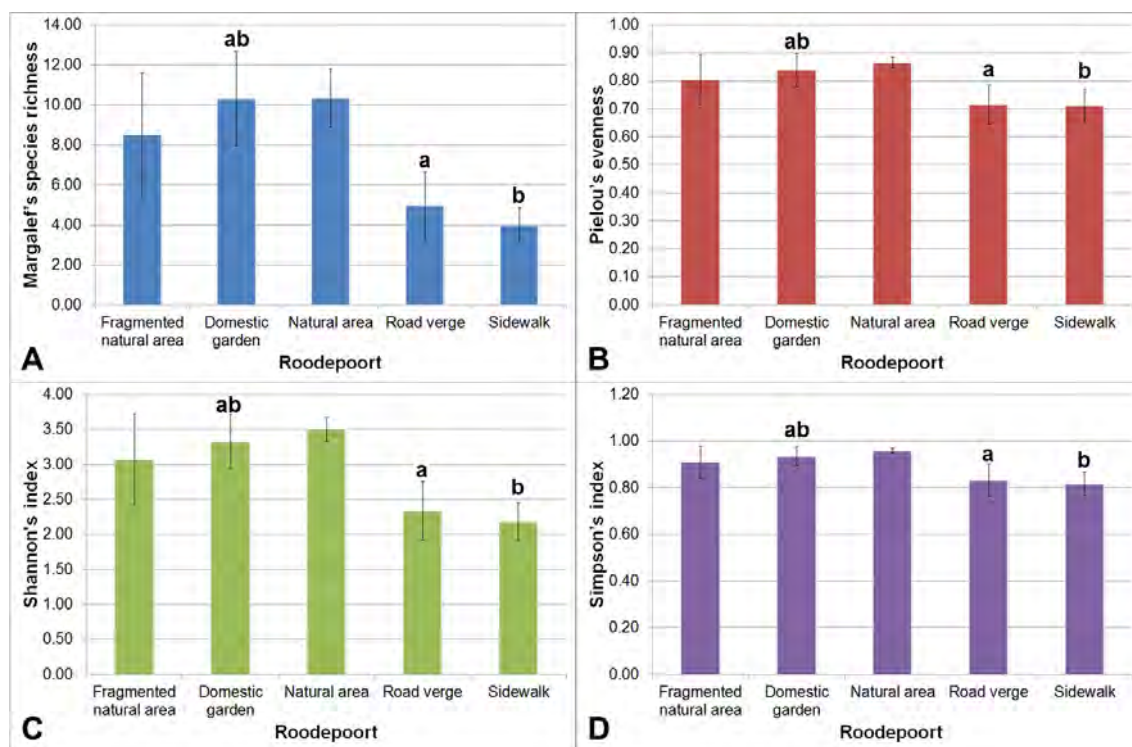 14.00
12.00
10.00
8.00
6.00
4.00
2.00
0.00
Margalef's species richness
ab
a
b
Fragmented natural area
Domestic garden
Natural area
Road verge
Sidewalk
Roodepoort
A
1.00
0.90
0.80
0.70
0.60
0.50
0.40
0.30
0.20
0.10
0.00
Pielou's evenness
ab
a
b
Fragmented natural area
Domestic garden
Natural area
Road verge
Sidewalk
Roodepoort
B
4.00
3.50
3.00
2.50
2.00
1.50
1.00
0.50
0.00
Shannon's index
ab
a
b
Fragmented natural area
Domestic garden
Natural area
Road verge
Sidewalk
Roodepoort
C
1.20
1.00
0.80
0.60
0.40
0.20
0.00
Simpson's index
ab
a
b
Fragmented natural area
Domestic garden
Natural area
Road verge
Sidewalk
Roodepoort
D